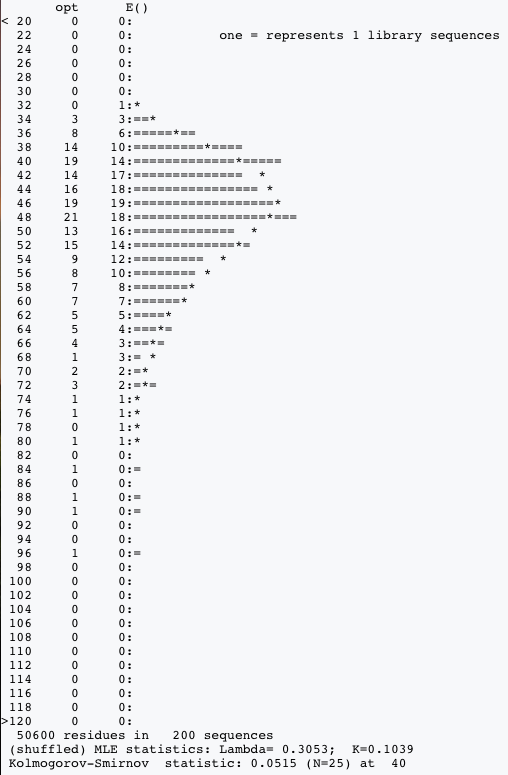 opt      E()
< 20     0     0:
  22     0     0:           one = represents 1 library sequences
  24     0     0:
  26     0     0:
  28     0     0:
  30     0     0:
  32     0     1:*
  34     3     3:==*
  36     8     6:=====*==
  38    14    10:=========*====
  40    19    14:=============*=====
  42    14    17:==============  *
  44    16    18:================ *
  46    19    19:==================*
  48    21    18:=================*===
  50    13    16:=============  *
  52    15    14:=============*=
  54     9    12:=========  *
  56     8    10:======== *
  58     7     8:=======*
  60     7     7:======*
  62     5     5:====*
  64     5     4:===*=
  66     4     3:==*=
  68     1     3:= *
  70     2     2:=*
  72     3     2:=*=
  74     1     1:*
  76     1     1:*
  78     0     1:*
  80     1     1:*
  82     0     0:
  84     1     0:=
  86     0     0:
  88     1     0:=
  90     1     0:=
  92     0     0:
  94     0     0:
  96     1     0:=
  98     0     0:
 100     0     0:
 102     0     0:
 104     0     0:
 106     0     0:
 108     0     0:
 110     0     0:
 112     0     0:
 114     0     0:
 116     0     0:
 118     0     0:
>120     0     0:
  50600 residues in   200 sequences
 (shuffled) MLE statistics: Lambda= 0.3053;  K=0.1039
 Kolmogorov-Smirnov  statistic: 0.0515 (N=25) at  40